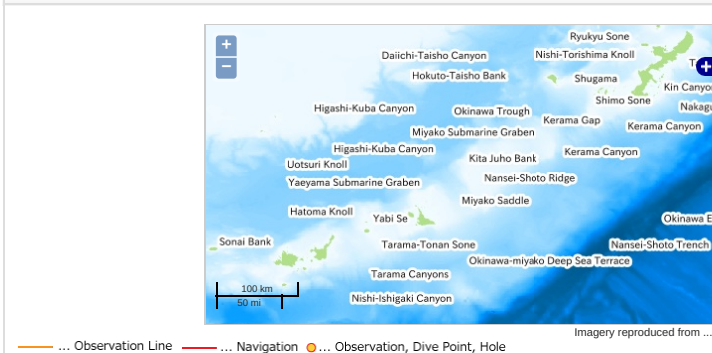 Ryukyu Sone
+
Daiichi-Taisho Canyon
Nishi-Torishima Knoll
T
+
−
Hokuto-Taisho Bank
Shugama
Kin Canyo
Shimo Sone
Higashi-Kuba Canyon
Okinawa Trough
Nakagu
Kerama Gap
Kerama Canyon
Miyako Submarine Graben
Higashi-Kuba Canyon
Kerama Canyon
Kita Juho Bank
Uotsuri Knoll
Yaeyama Submarine Graben
Nansei-Shoto Ridge
Miyako Saddle
Hatoma Knoll
Yabi Se
Okinawa E
Sonai Bank
Tarama-Tonan Sone
Nansei-Shoto Trench
Okinawa-miyako Deep Sea Terrace
Tarama Canyons
100 km
50 mi
Nishi-Ishigaki Canyon
Imagery reproduced from ...
... Observation Line ... Navigation ... Observation, Dive Point, Hole